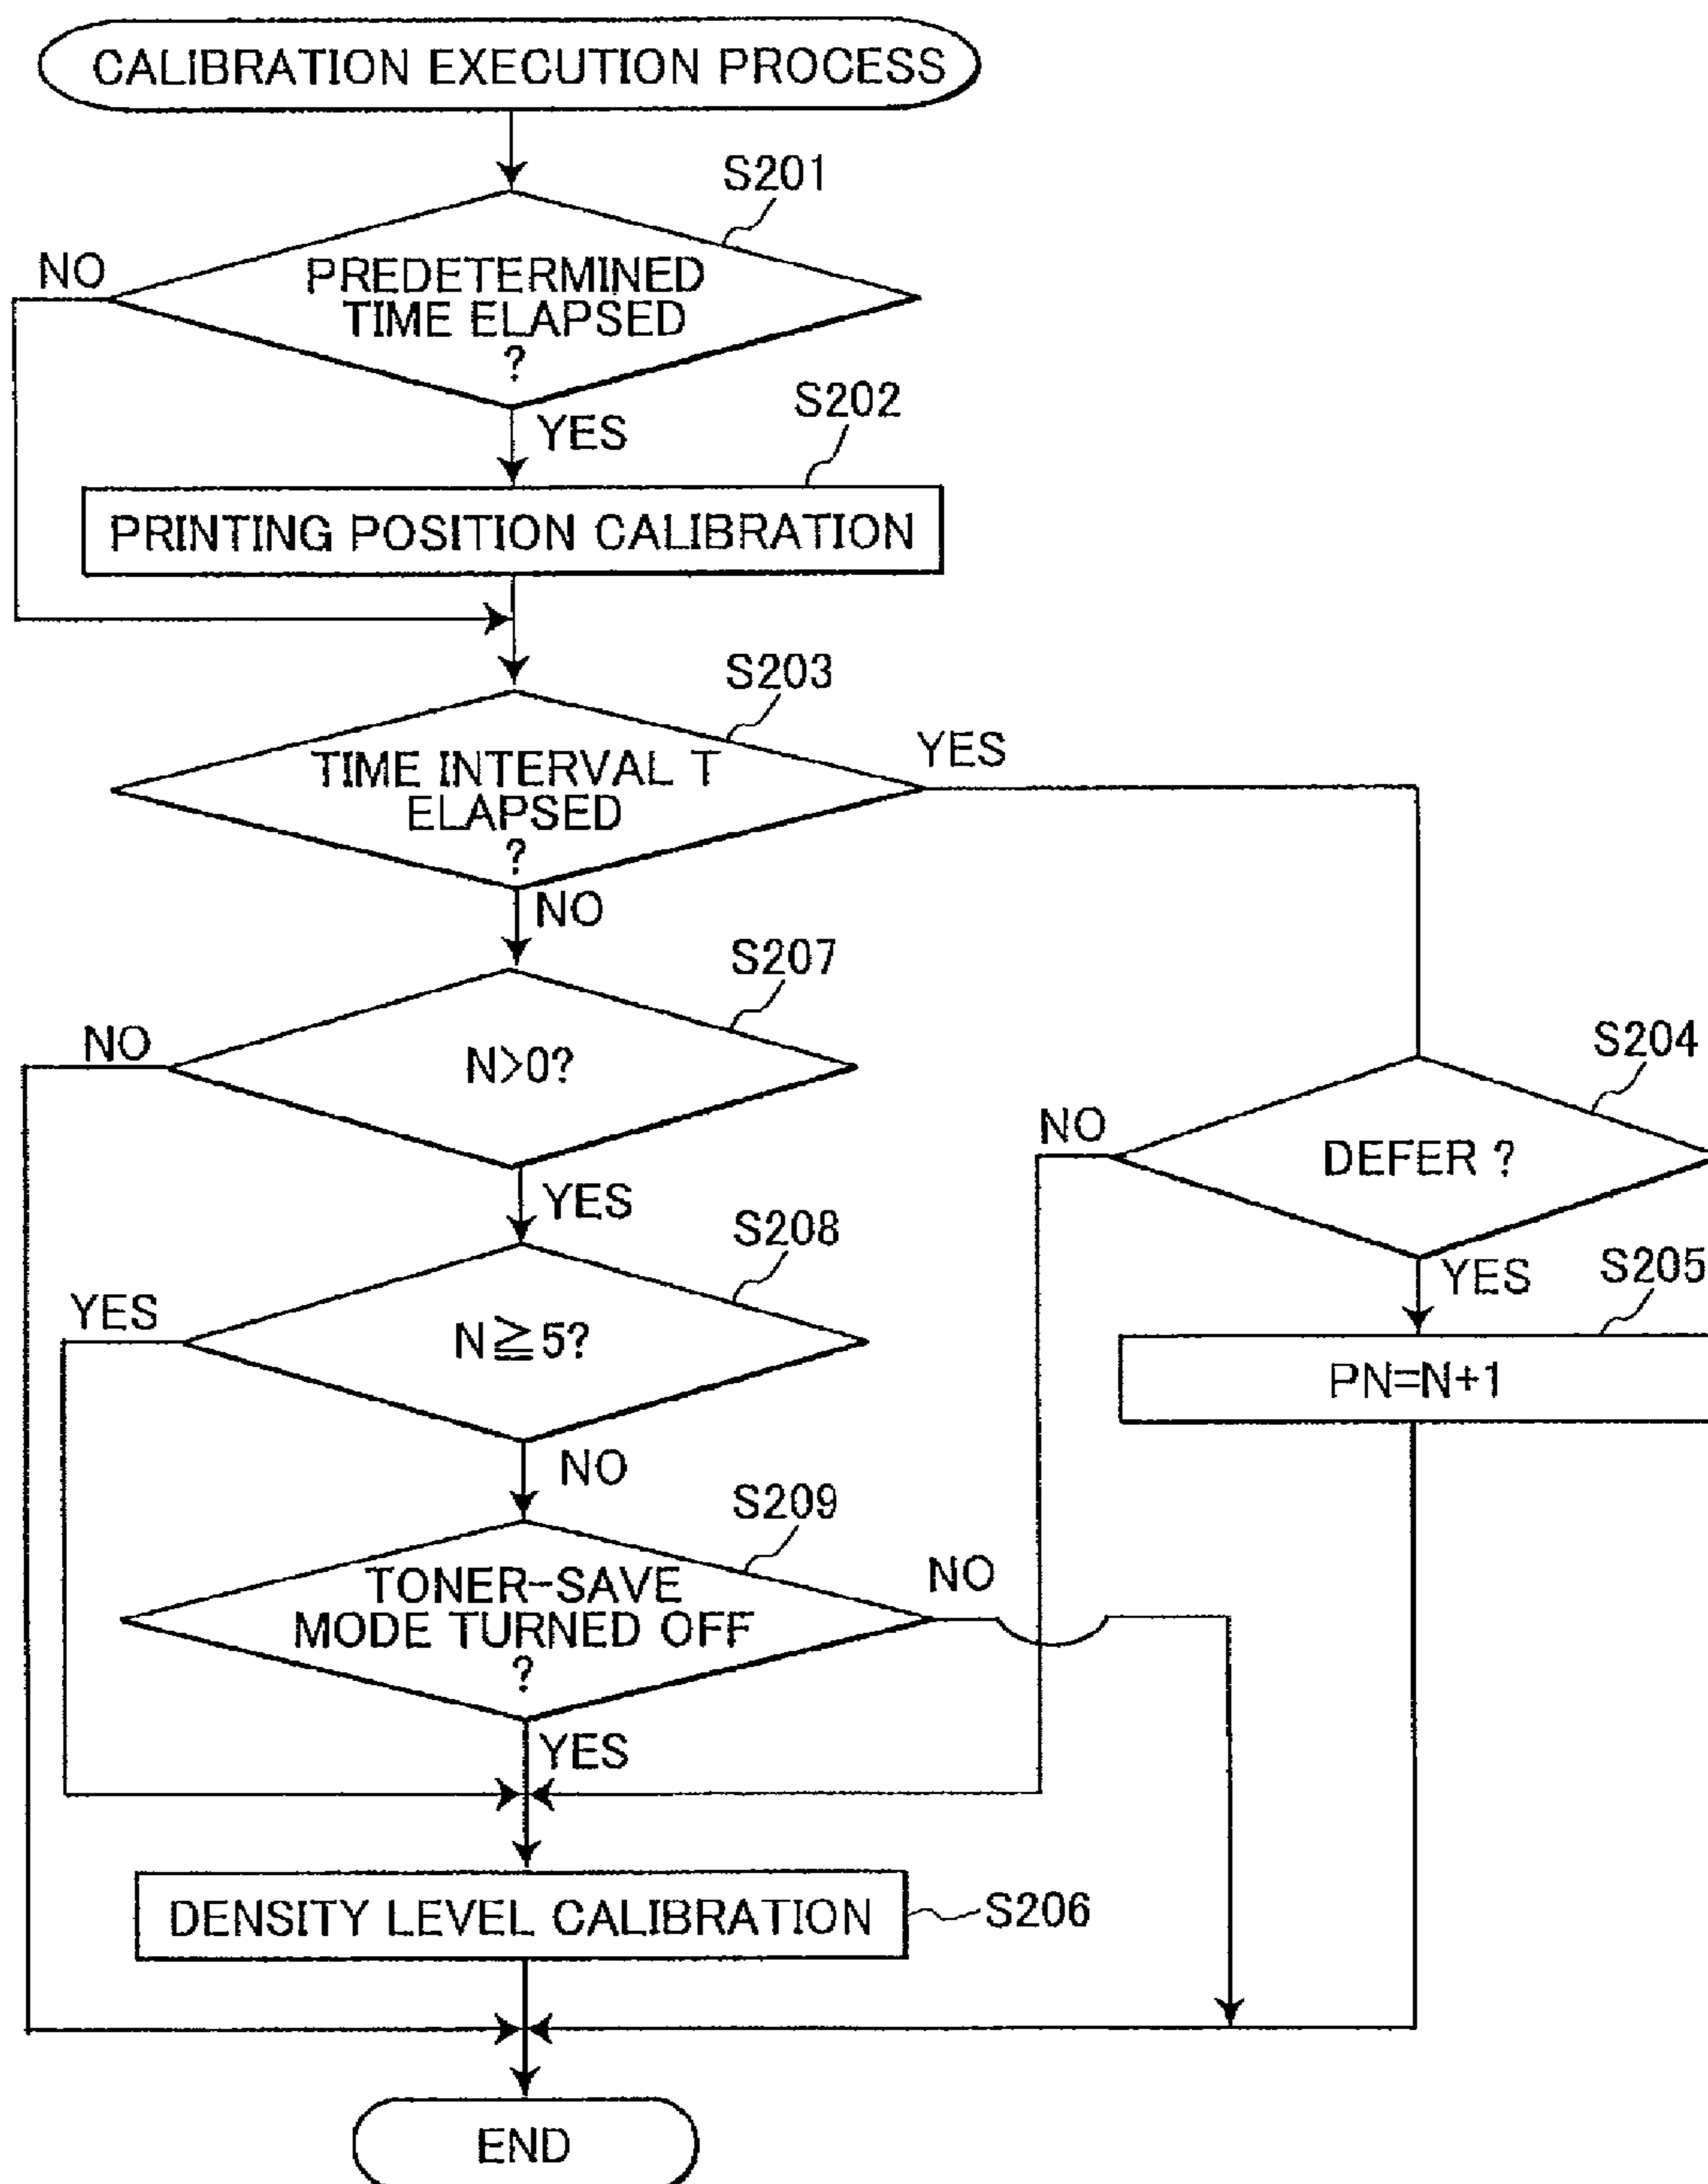 CALIBRATION EXECUTION PROCESS
S201
NO
PREDETERMINED
TIME ELAPSED
?
S202
YES
PRINTING POSITION CALIBRATION
S203
YES
TIME INTERVAL T
ELAPSED
?
NO
S207
NO
N>0?
S204
NO
DEFER ?
YES
S208
YES
S205
YES
N≧5?
PN=N+1
NO
S209
NO
TONER-SAVE
MODE TURNED OFF
?
YES
DENSITY LEVEL CALIBRATION
S206
END